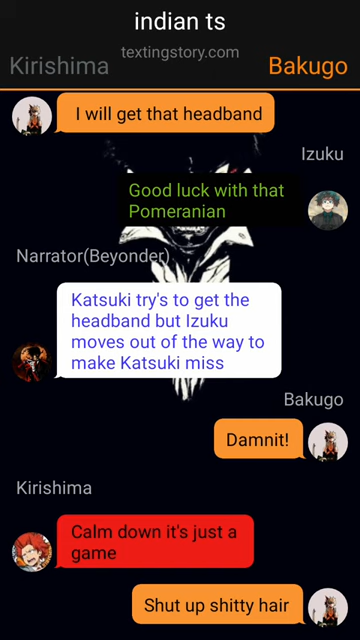 indian ts
textingstory.com
Kirishima
Bakugo
I will get that headband
Izuku
Good luck with that
Pomeranian
Narrator(Beyonder)
Katsuki try's to get the
headband but Izuku
moves out of the way to
make Katsuki miss
Bakugo
Damnit!
Kirishima
Calm down it's just a
game
Shut up shitty hair